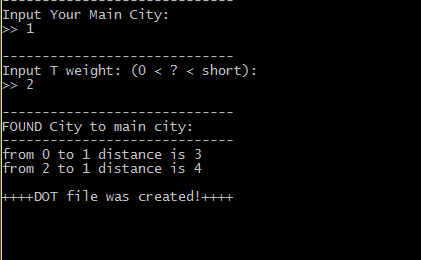 -----------------------------
Input Your Main City:
>> 1
-----------------------------
Input T weight: (0 < ? < short):
>> 2
-----------------------------
FOUND City to main city:
-----------------------------
from 0 to 1 distance is 3
from 2 to 1 distance is 4
++++DOT file was created!++++